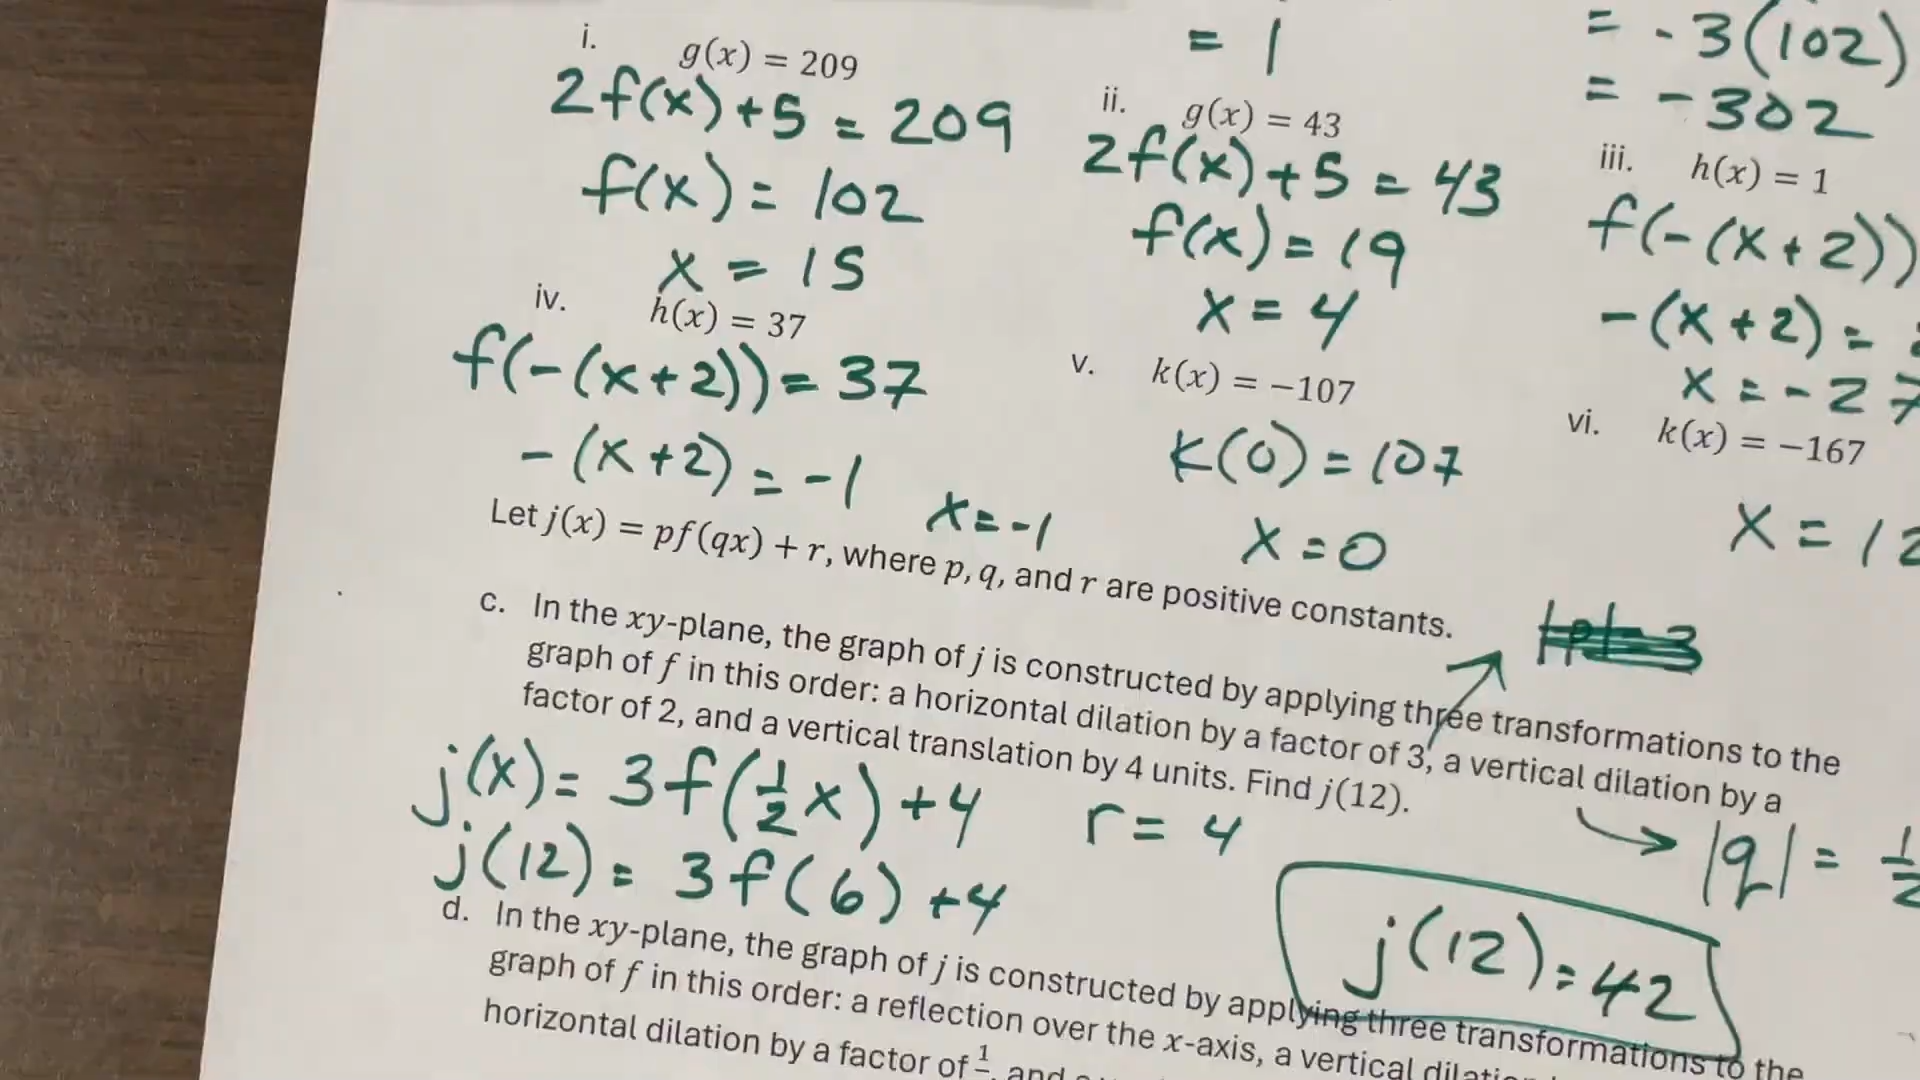 i. g(x) = 209
2f(x)+5 = 209
f(x) = 102
x = 15
= 1
ii. g(x) = 43
2f(x)+5 = 43
f(x) = 19
x = 4
= -3(102)
= -302
iii. h(x) = 1
f(-(x+2))
-(x+2) =
x = -27
iv. h(x) = 37
f(-(x+2)) = 37
-(x+2) = -1 x=-1
v. k(x) = −107
k(0) = 107
x = 0
vi. k(x) = −167
x = 12
Let j(x) = pf(qx) + r, where p, q, and r are positive constants.
c. In the xy-plane, the graph of j is constructed by applying three transformations to the
graph of f in this order: a horizontal dilation by a factor of 3, a vertical dilation by a
factor of 2, and a vertical translation by 4 units. Find j(12).
j(x) = 3f(½x) +4 r = 4
|q| = ½
j(12) = 3f(6) +4
j(12) = 42
d. In the xy-plane, the graph of j is constructed by applying three transformations to the
graph of f in this order: a reflection over the x-axis, a vertical
horizontal dilation by a factor of